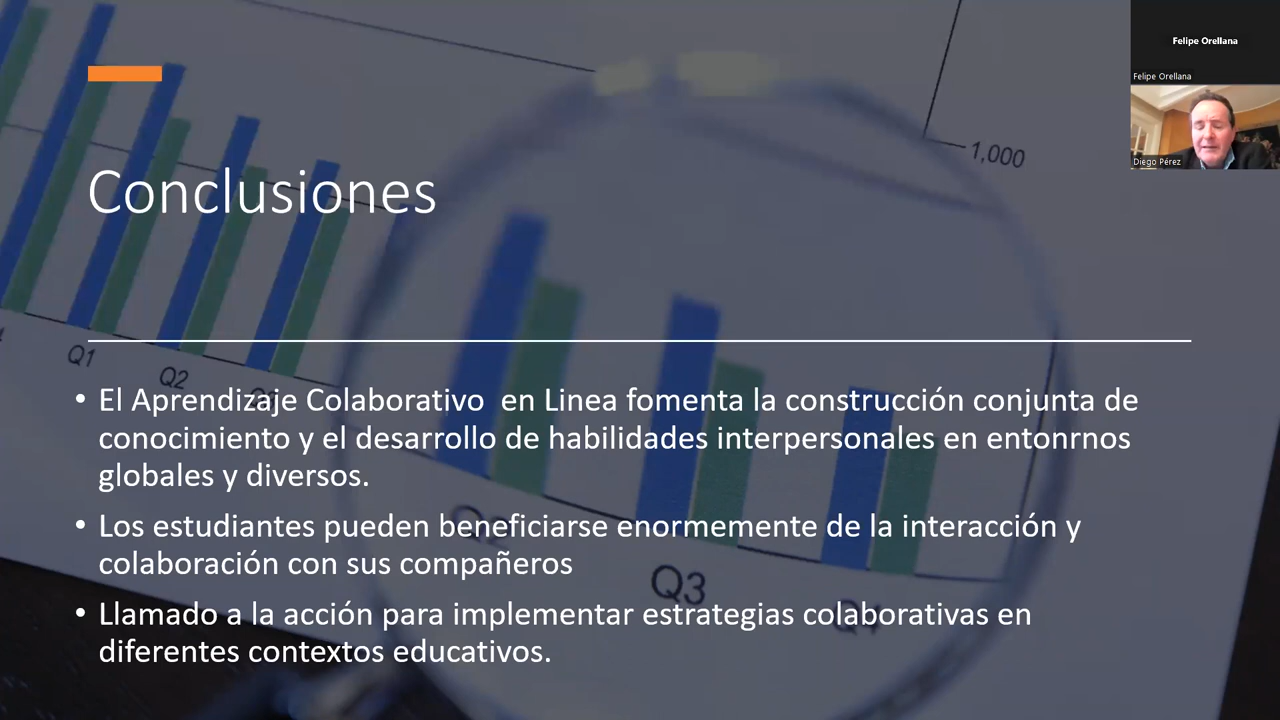 Felipe Orellana
Felipe Orellana
Diego Pérez
1,000
Conclusiones
Q1
Q2
• El Aprendizaje Colaborativo en Linea fomenta la construcción conjunta de
conocimiento y el desarrollo de habilidades interpersonales en entonrnos
globales y diversos.
• Los estudiantes pueden beneficiarse enormemente de la interacción y
colaboración con sus compañeros
Q2
Q3
• Llamado a la acción para implementar estrategias colaborativas en
diferentes contextos educativos.